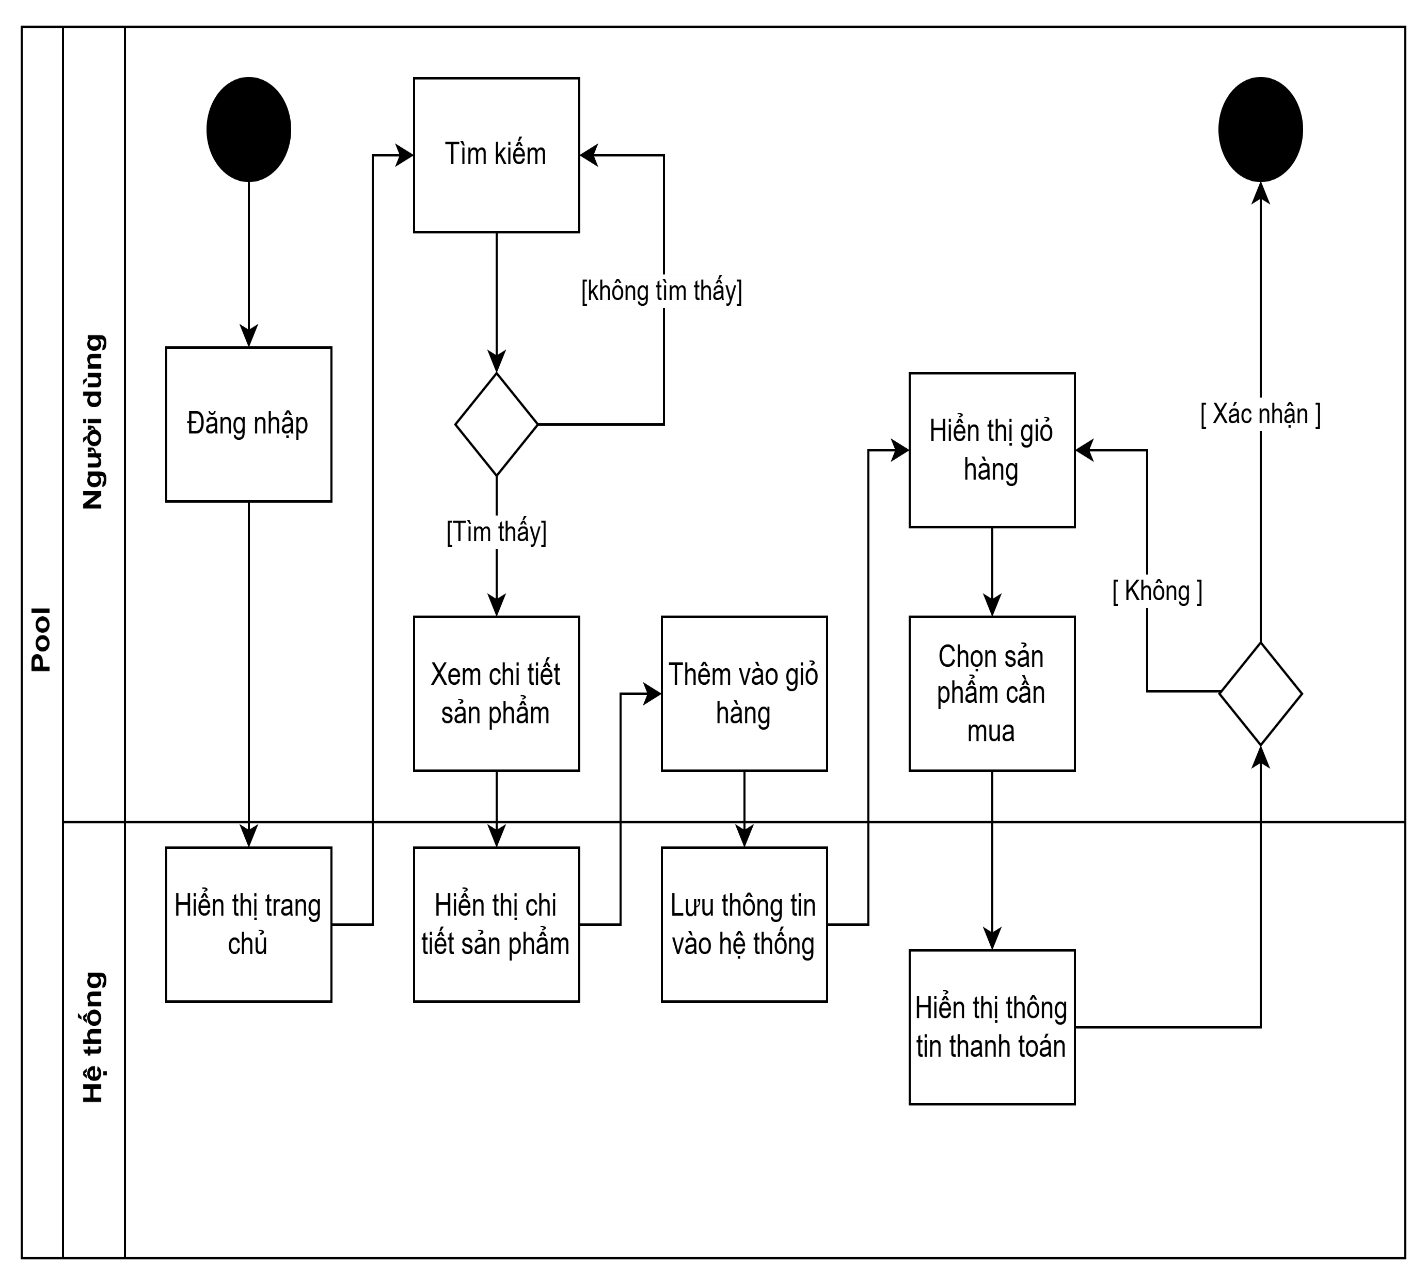 Pool
Người dùng
Hệ thống
Tìm kiếm
[không tìm thấy]
Đăng nhập
[Tìm thấy]
Hiển thị giỏ
hàng
[ Xác nhận ]
[ Không ]
Xem chi tiết
sản phẩm
Thêm vào giỏ
hàng
Chọn sản
phẩm cần
mua
Hiển thị trang
chủ
Hiển thị chi
tiết sản phẩm
Lưu thông tin
vào hệ thống
Hiển thị thông
tin thanh toán